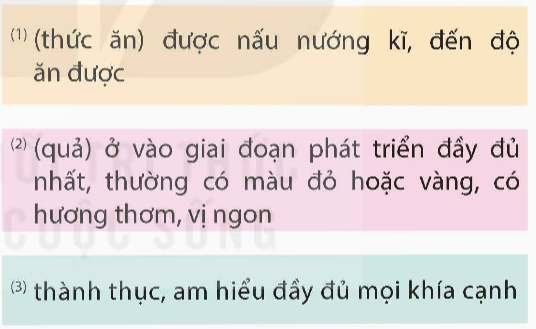 (1) (thức ăn) được nấu nướng kĩ, đến độ
ăn được
(2) (quả) ở vào giai đoạn phát triển đầy đủ
nhất, thường có màu đỏ hoặc vàng, có
hương thơm, vị ngon
(3) thành thục, am hiểu đầy đủ mọi khía cạnh